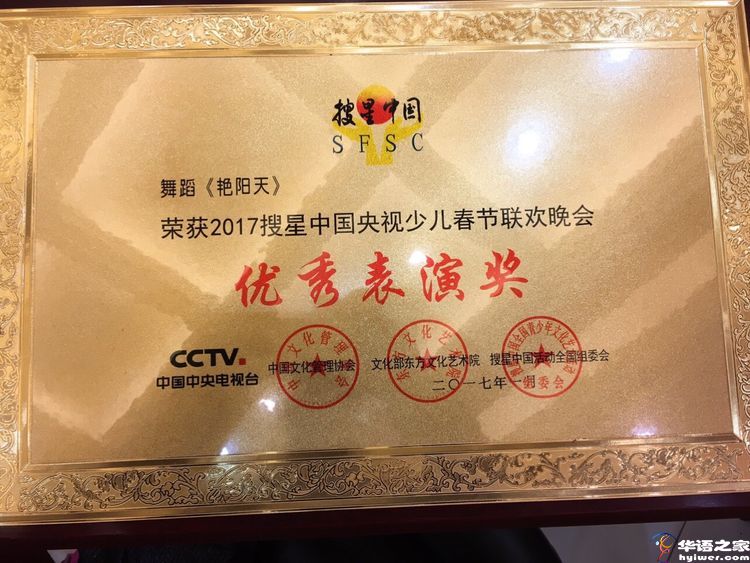 搜星中国
SFSC
舞蹈《艳阳天》
荣获2017搜星中国央视少儿春节联欢晚会
优秀表演奖
CCTV.
中国中央电视台
中国文化管理协会
文化部东方文化艺术院
搜星中国活动全国组委会
二〇一七年
华语之家
hyiwer.com